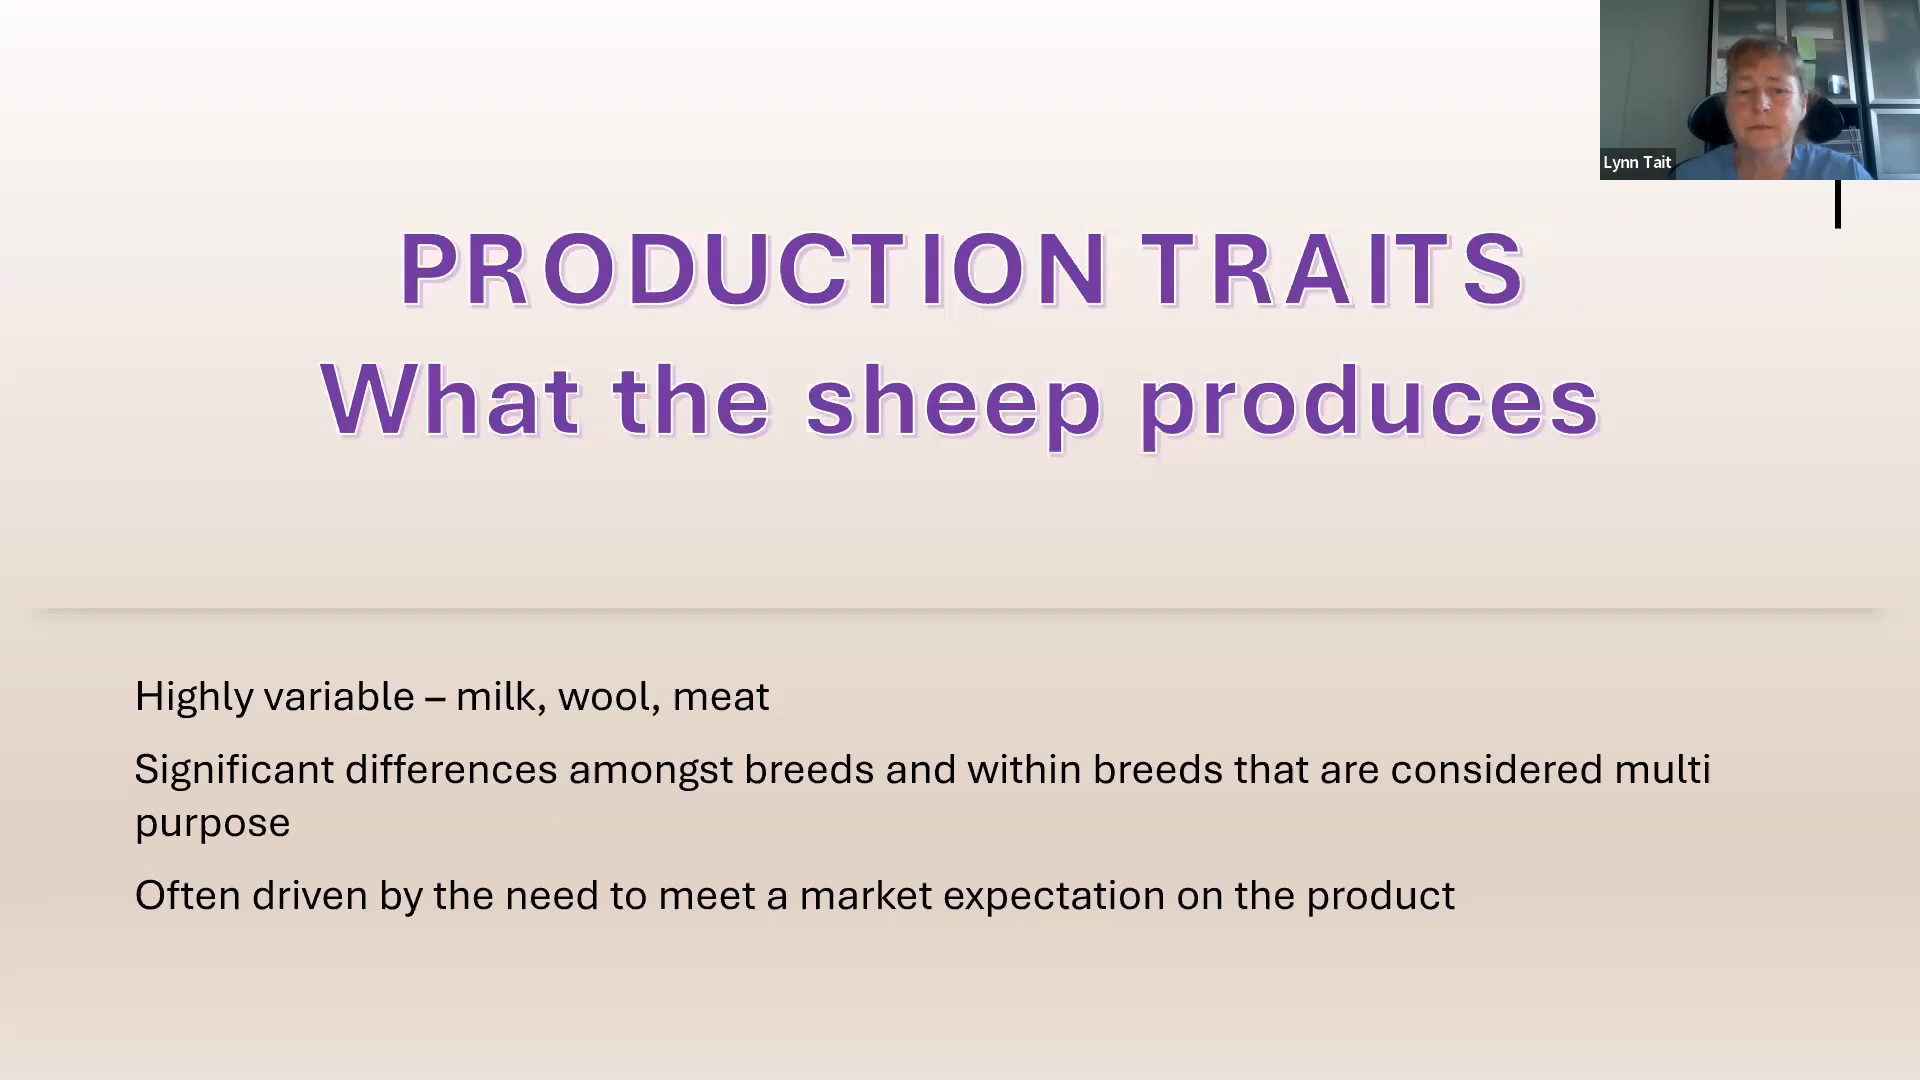 Lynn Tait
PRODUCTION TRAITS
What the sheep produces
Highly variable – milk, wool, meat
Significant differences amongst breeds and within breeds that are considered multi
purpose
Often driven by the need to meet a market expectation on the product